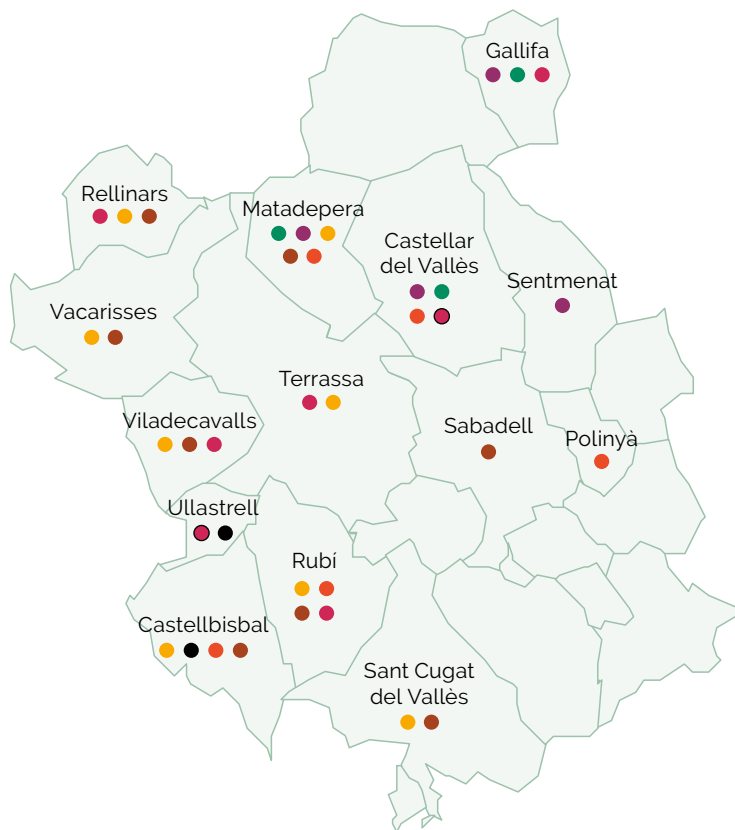 Gallifa
Rellinars
Matadepera
Castellar
del Vallès
Sentmenat
Vacarisses
Terrassa
Viladecavalls
Sabadell
Polinyà
Ullastrell
Rubí
Castellbisbal
Sant Cugat
del Vallès